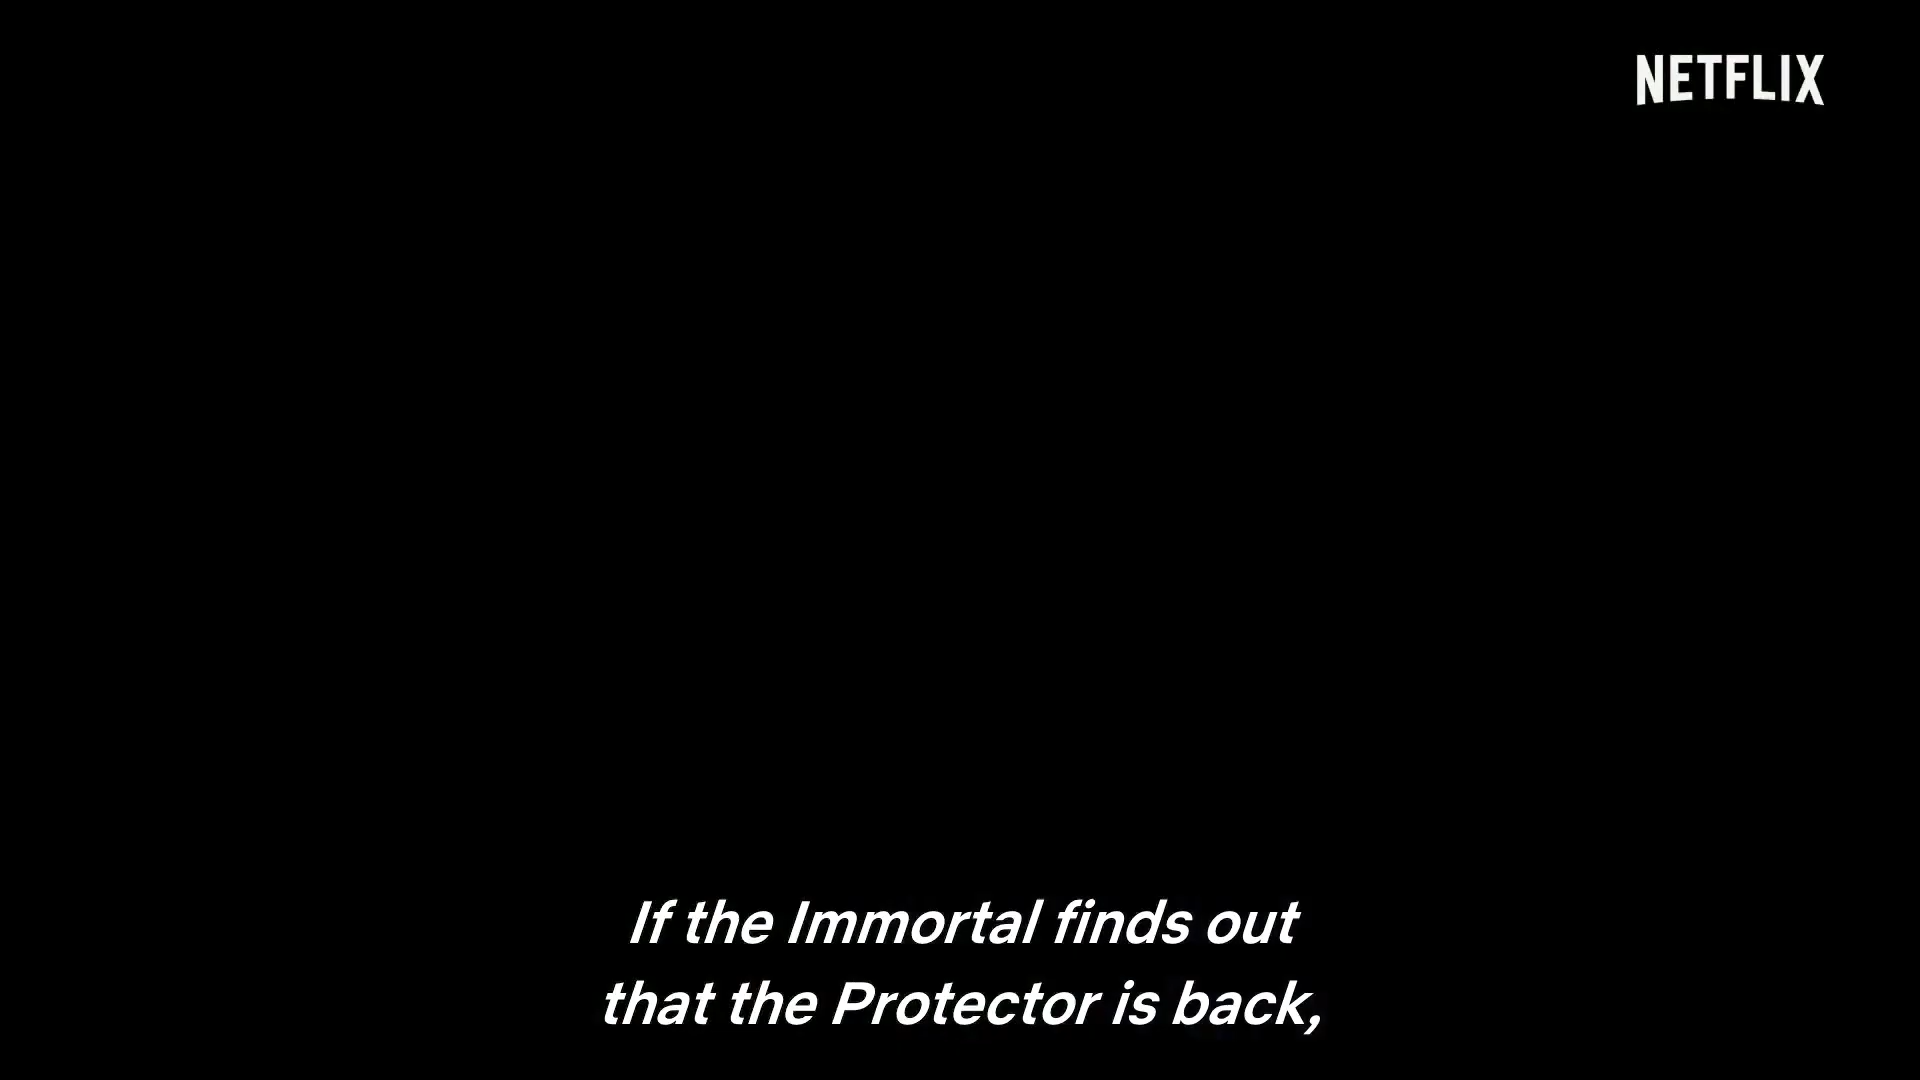 NETFLIX
If the Immortal finds out
that the Protector is back,